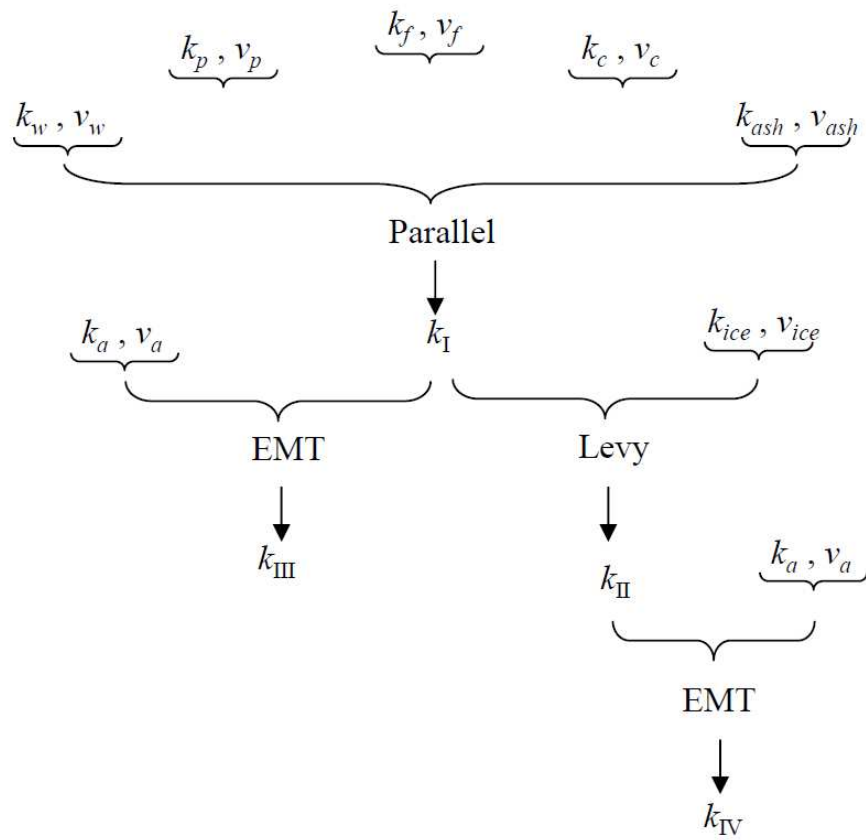 k_f , v_f
k_p , v_p
k_c , v_c
k_w , v_w
k_ash , v_ash
Parallel
k_a , v_a
k_I
k_ice , v_ice
EMT
Levy
k_III
k_II
k_a , v_a
EMT
k_IV